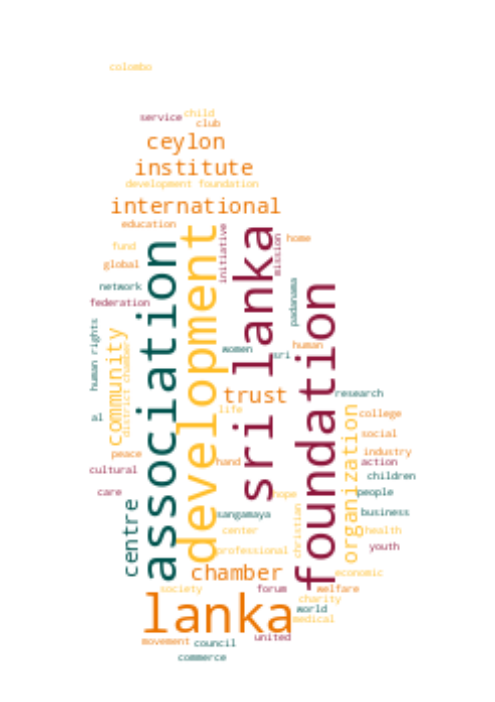 colombo
child
service
club
ceylon
institute
development foundation
international
education
initiative
mission
home
fund
global
association
development
sri lanka
network
padanama
foundation
federation
human rights
community
district chamber
women
sri
human
trust
research
life
organization
al
college
social
peace
industry
cultural
hand
action
children
care
hope
people
centre
sangamaya
christian
business
center
health
professional
youth
chamber
economic
society
forum
welfare
lanka
charity
world
medical
movement
council
united
commerce